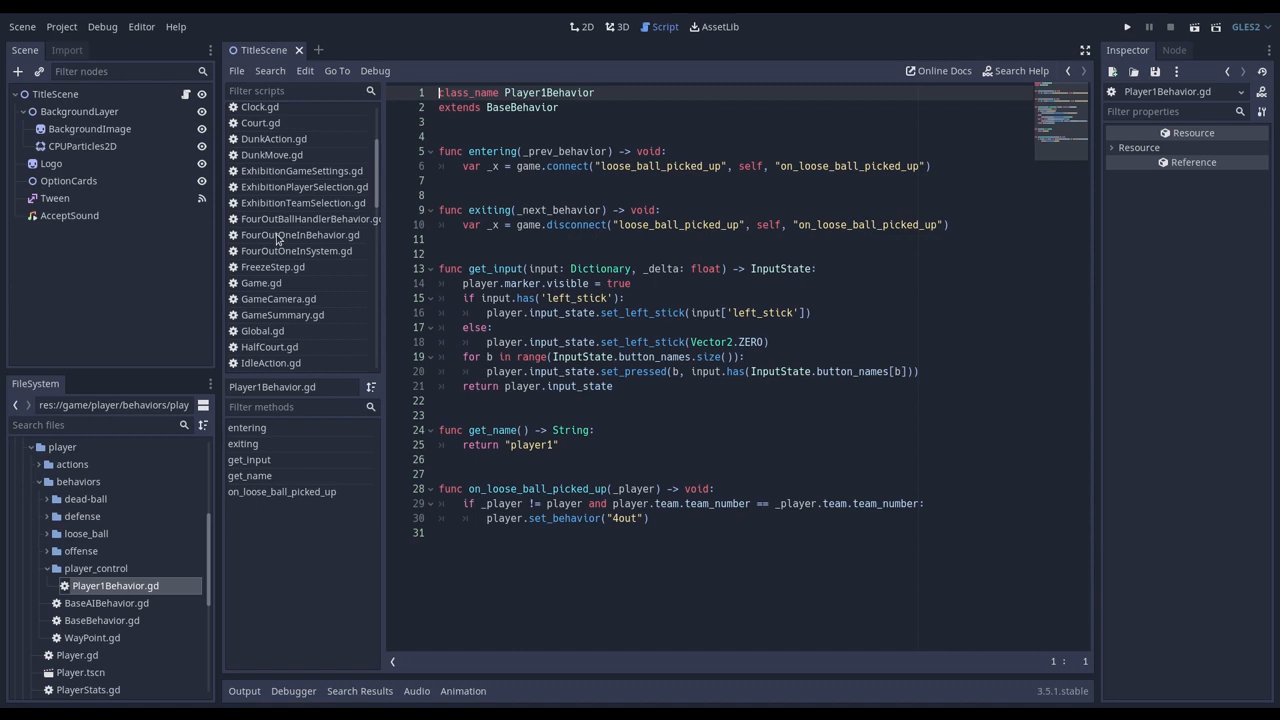 Scene Project Debug Editor Help
2D 3D Script AssetLib
GLES2
Scene Import
Filter nodes
TitleScene
BackgroundLayer
BackgroundImage
CPUParticles2D
Logo
OptionCards
Tween
AcceptSound
FileSystem
res://game/player/behaviors/play
Search files
player
actions
behaviors
dead-ball
defense
loose_ball
offense
player_control
Player1Behavior.gd
BaseAIBehavior.gd
BaseBehavior.gd
WayPoint.gd
Player.gd
Player.tscn
PlayerStats.gd
TitleScene
File Search Edit Go To Debug
Online Docs Search Help
Filter scripts
Clock.gd
Court.gd
DunkAction.gd
DunkMove.gd
ExhibitionGameSettings.gd
ExhibitionPlayerSelection.gd
ExhibitionTeamSelection.gd
FourOutBallHandlerBehavior.gd
FourOutOneInBehavior.gd
FourOutOneInSystem.gd
FreezeStep.gd
Game.gd
GameCamera.gd
GameSummary.gd
Global.gd
HalfCourt.gd
IdleAction.gd
Player1Behavior.gd
Filter methods
entering
exiting
get_input
get_name
on_loose_ball_picked_up
1 class_name Player1Behavior
2 extends BaseBehavior
3
4
5 func entering(_prev_behavior) -> void:
6 var _x = game.connect("loose_ball_picked_up", self, "on_loose_ball_picked_up")
7
8
9 func exiting(_next_behavior) -> void:
10 var _x = game.disconnect("loose_ball_picked_up", self, "on_loose_ball_picked_up")
11
12
13 func get_input(input: Dictionary, _delta: float) -> InputState:
14 player.marker.visible = true
15 if input.has('left_stick'):
16 player.input_state.set_left_stick(input['left_stick'])
17 else:
18 player.input_state.set_left_stick(Vector2.ZERO)
19 for b in range(InputState.button_names.size()):
20 player.input_state.set_pressed(b, input.has(InputState.button_names[b]))
21 return player.input_state
22
23
24 func get_name() -> String:
25 return "player1"
26
27
28 func on_loose_ball_picked_up(_player) -> void:
29 if _player != player and player.team.team_number == _player.team.team_number:
30 player.set_behavior("4out")
31
1 : 1
Output Debugger Search Results Audio Animation
3.5.1.stable
Inspector Node
Player1Behavior.gd
Filter properties
Resource
Resource
Reference